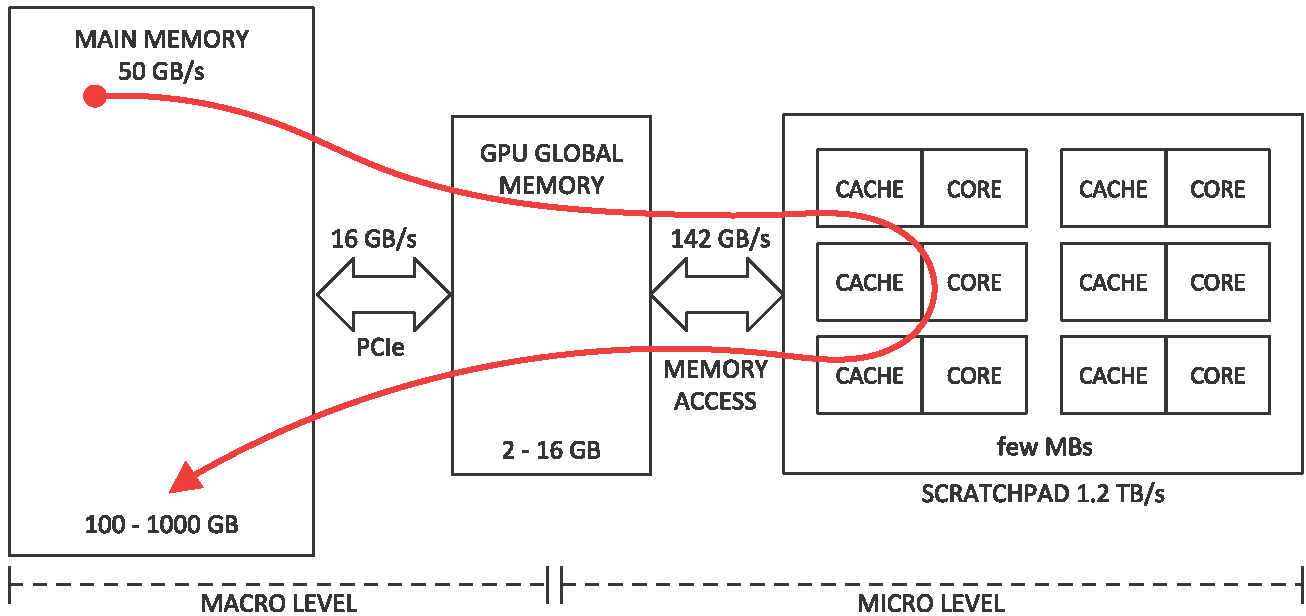 MAIN MEMORY
50 GB/s
100 - 1000 GB
16 GB/s
PCIe
GPU GLOBAL
MEMORY
2 - 16 GB
142 GB/s
MEMORY
ACCESS
CACHE CORE CACHE CORE
CACHE CORE CACHE CORE
CACHE CORE CACHE CORE
few MBs
SCRATCHPAD 1.2 TB/s
MACRO LEVEL
MICRO LEVEL